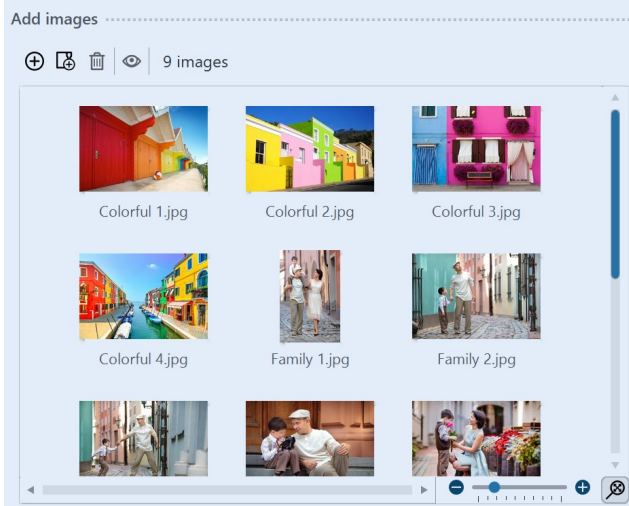 Add images
9 images
Colorful 1.jpg
Colorful 2.jpg
Colorful 3.jpg
Colorful 4.jpg
Family 1.jpg
Family 2.jpg